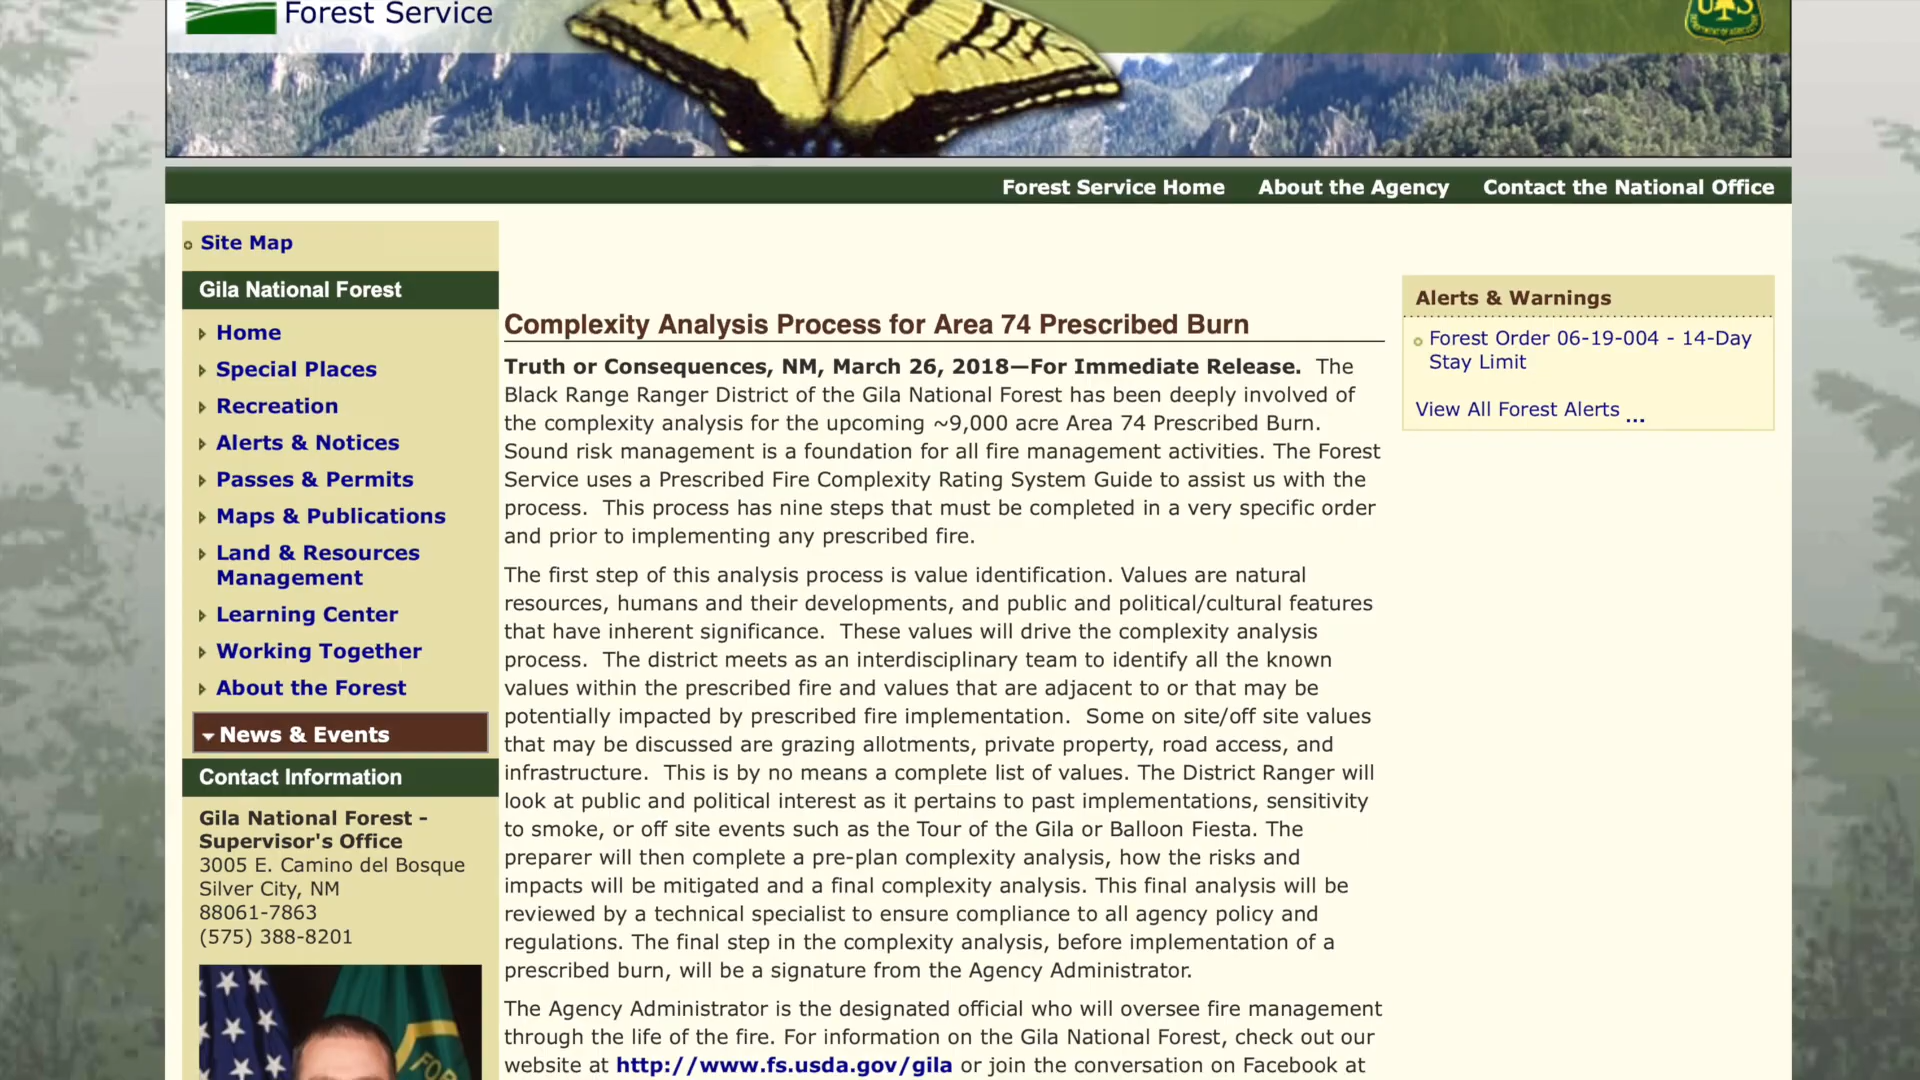 Forest Service
US
DEPARTMENT OF AGRICULTURE
Forest Service Home
About the Agency
Contact the National Office
Site Map
Gila National Forest
Home
Special Places
Recreation
Alerts & Notices
Passes & Permits
Maps & Publications
Land & Resources
Management
Learning Center
Working Together
About the Forest
News & Events
Contact Information
Gila National Forest -
Supervisor's Office
3005 E. Camino del Bosque
Silver City, NM
88061-7863
(575) 388-8201
FOR
Complexity Analysis Process for Area 74 Prescribed Burn
Truth or Consequences, NM, March 26, 2018—For Immediate Release.  The
Black Range Ranger District of the Gila National Forest has been deeply involved of
the complexity analysis for the upcoming ~9,000 acre Area 74 Prescribed Burn.
Sound risk management is a foundation for all fire management activities. The Forest
Service uses a Prescribed Fire Complexity Rating System Guide to assist us with the
process.  This process has nine steps that must be completed in a very specific order
and prior to implementing any prescribed fire.
The first step of this analysis process is value identification. Values are natural
resources, humans and their developments, and public and political/cultural features
that have inherent significance.  These values will drive the complexity analysis
process.  The district meets as an interdisciplinary team to identify all the known
values within the prescribed fire and values that are adjacent to or that may be
potentially impacted by prescribed fire implementation.  Some on site/off site values
that may be discussed are grazing allotments, private property, road access, and
infrastructure.  This is by no means a complete list of values. The District Ranger will
look at public and political interest as it pertains to past implementations, sensitivity
to smoke, or off site events such as the Tour of the Gila or Balloon Fiesta. The
preparer will then complete a pre-plan complexity analysis, how the risks and
impacts will be mitigated and a final complexity analysis. This final analysis will be
reviewed by a technical specialist to ensure compliance to all agency policy and
regulations. The final step in the complexity analysis, before implementation of a
prescribed burn, will be a signature from the Agency Administrator.
The Agency Administrator is the designated official who will oversee fire management
through the life of the fire. For information on the Gila National Forest, check out our
website at http://www.fs.usda.gov/gila or join the conversation on Facebook at
Alerts & Warnings
Forest Order 06-19-004 - 14-Day
Stay Limit
View All Forest Alerts ...